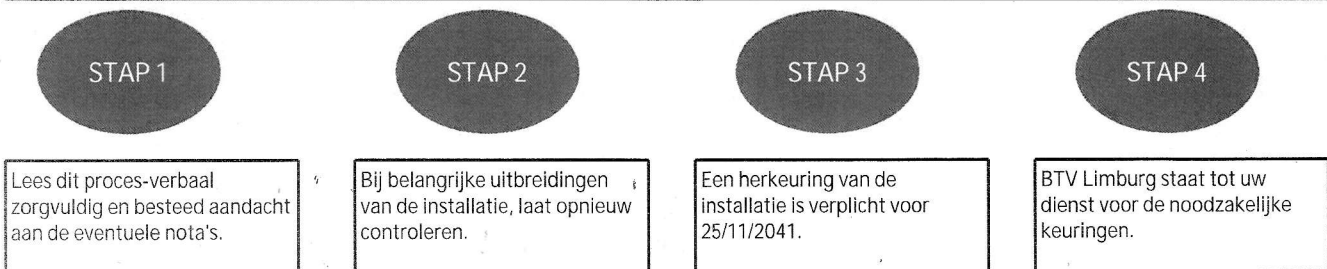 STAP 1
STAP 2
STAP 3
STAP 4
Lees dit proces-verbaal
zorgvuldig en besteed aandacht
aan de eventuele nota's.
Bij belangrijke uitbreidingen
van de installatie, laat opnieuw
controleren.
Een herkeuring van de
installatie is verplicht voor
25/11/2041.
BTV Limburg staat tot uw
dienst voor de noodzakelijke
keuringen.